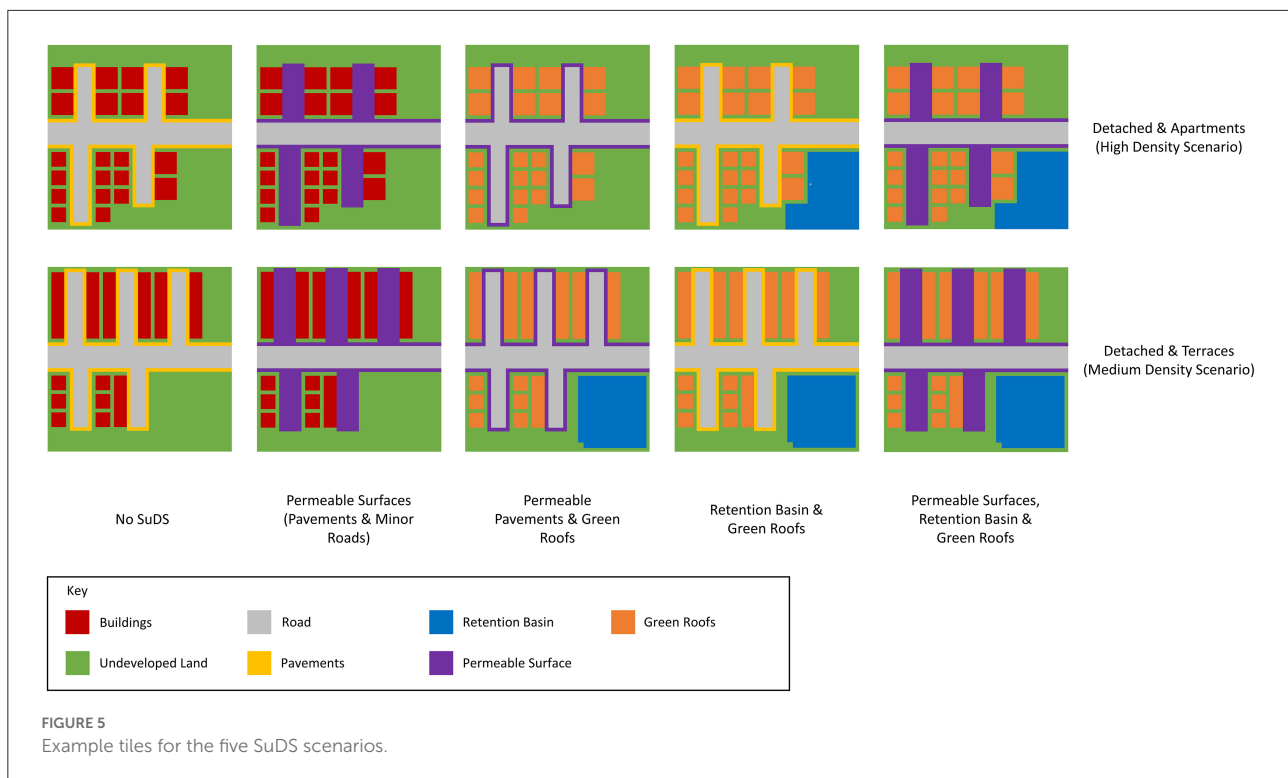 Detached & Apartments
(High Density Scenario)
Detached & Terraces
(Medium Density Scenario)
No SuDS
Permeable Surfaces
(Pavements & Minor
Roads)
Permeable
Pavements & Green
Roofs
Retention Basin &
Green Roofs
Permeable Surfaces,
Retention Basin &
Green Roofs
Key
Buildings
Road
Retention Basin
Green Roofs
Undeveloped Land
Pavements
Permeable Surface
FIGURE 5
Example tiles for the five SuDS scenarios.